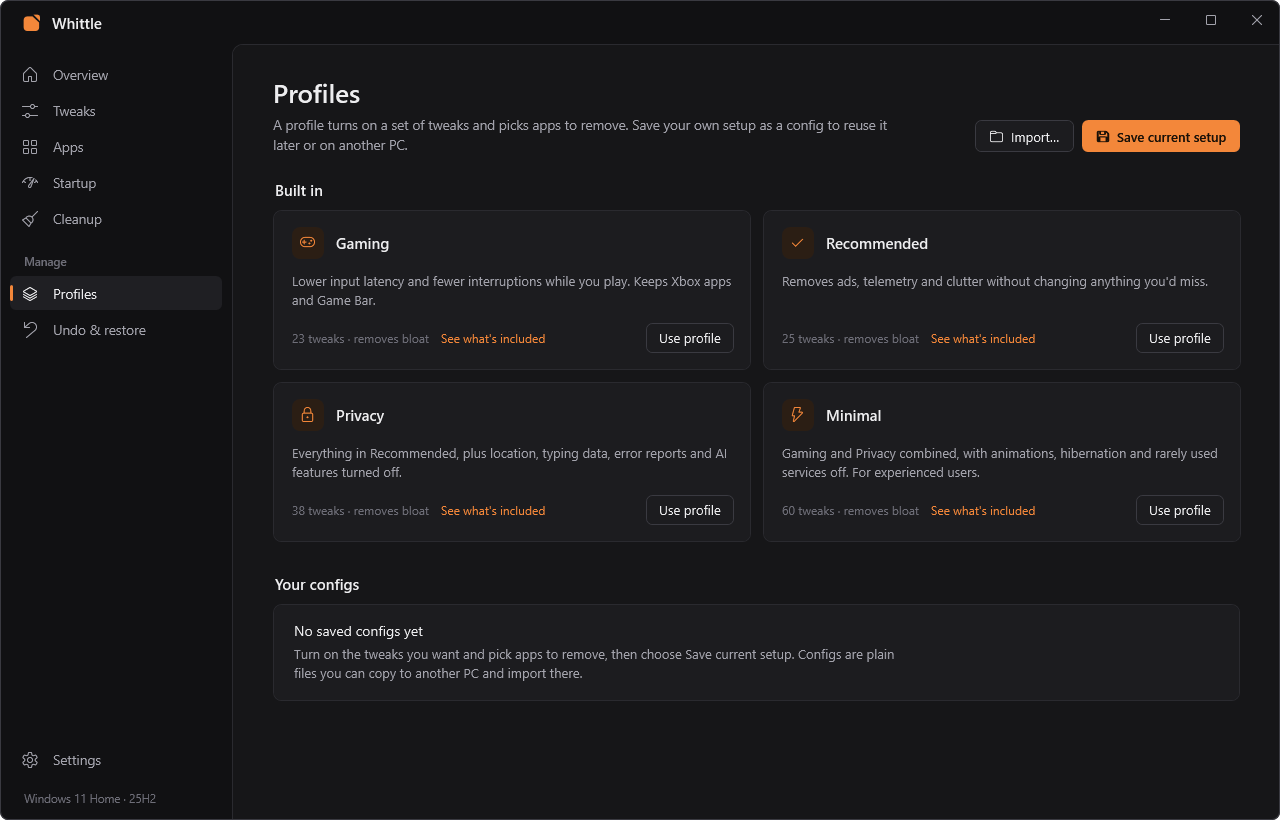 Whittle
Overview
Tweaks
Apps
Startup
Cleanup
Manage
Profiles
Undo & restore
Settings
Windows 11 Home · 25H2
Profiles
A profile turns on a set of tweaks and picks apps to remove. Save your own setup as a config to reuse it
later or on another PC.
Import...
Save current setup
Built in
Gaming
Lower input latency and fewer interruptions while you play. Keeps Xbox apps
and Game Bar.
23 tweaks · removes bloat See what's included Use profile
Recommended
Removes ads, telemetry and clutter without changing anything you'd miss.
25 tweaks · removes bloat See what's included Use profile
Privacy
Everything in Recommended, plus location, typing data, error reports and AI
features turned off.
38 tweaks · removes bloat See what's included Use profile
Minimal
Gaming and Privacy combined, with animations, hibernation and rarely used
services off. For experienced users.
60 tweaks · removes bloat See what's included Use profile
Your configs
No saved configs yet
Turn on the tweaks you want and pick apps to remove, then choose Save current setup. Configs are plain
files you can copy to another PC and import there.